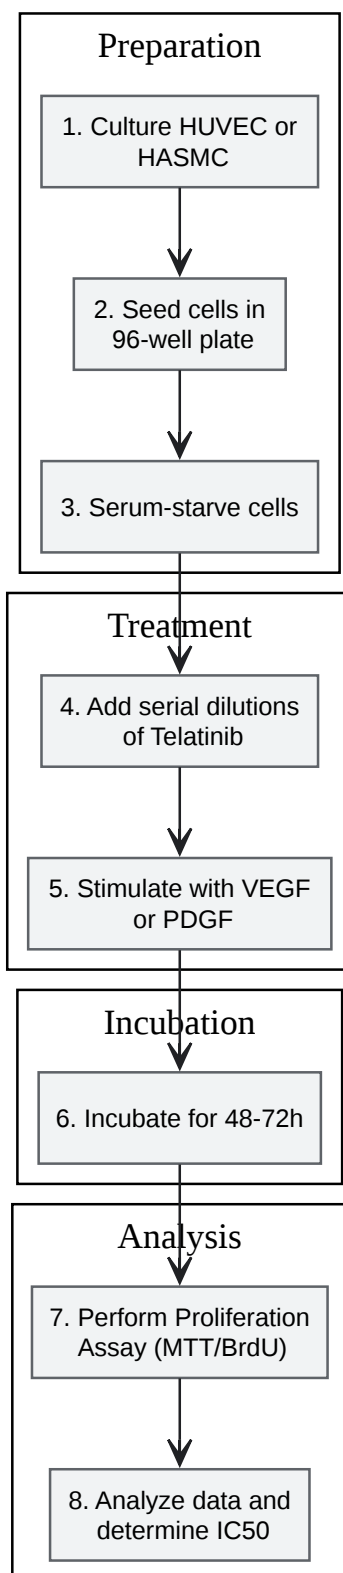 Preparation
1. Culture HUVEC or
HASMC
2. Seed cells in
96-well plate
3. Serum-starve cells
Treatment
4. Add serial dilutions
of Telatinib
5. Stimulate with VEGF
or PDGF
Incubation
6. Incubate for 48-72h
Analysis
7. Perform Proliferation
Assay (MTT/BrdU)
8. Analyze data and
determine IC50